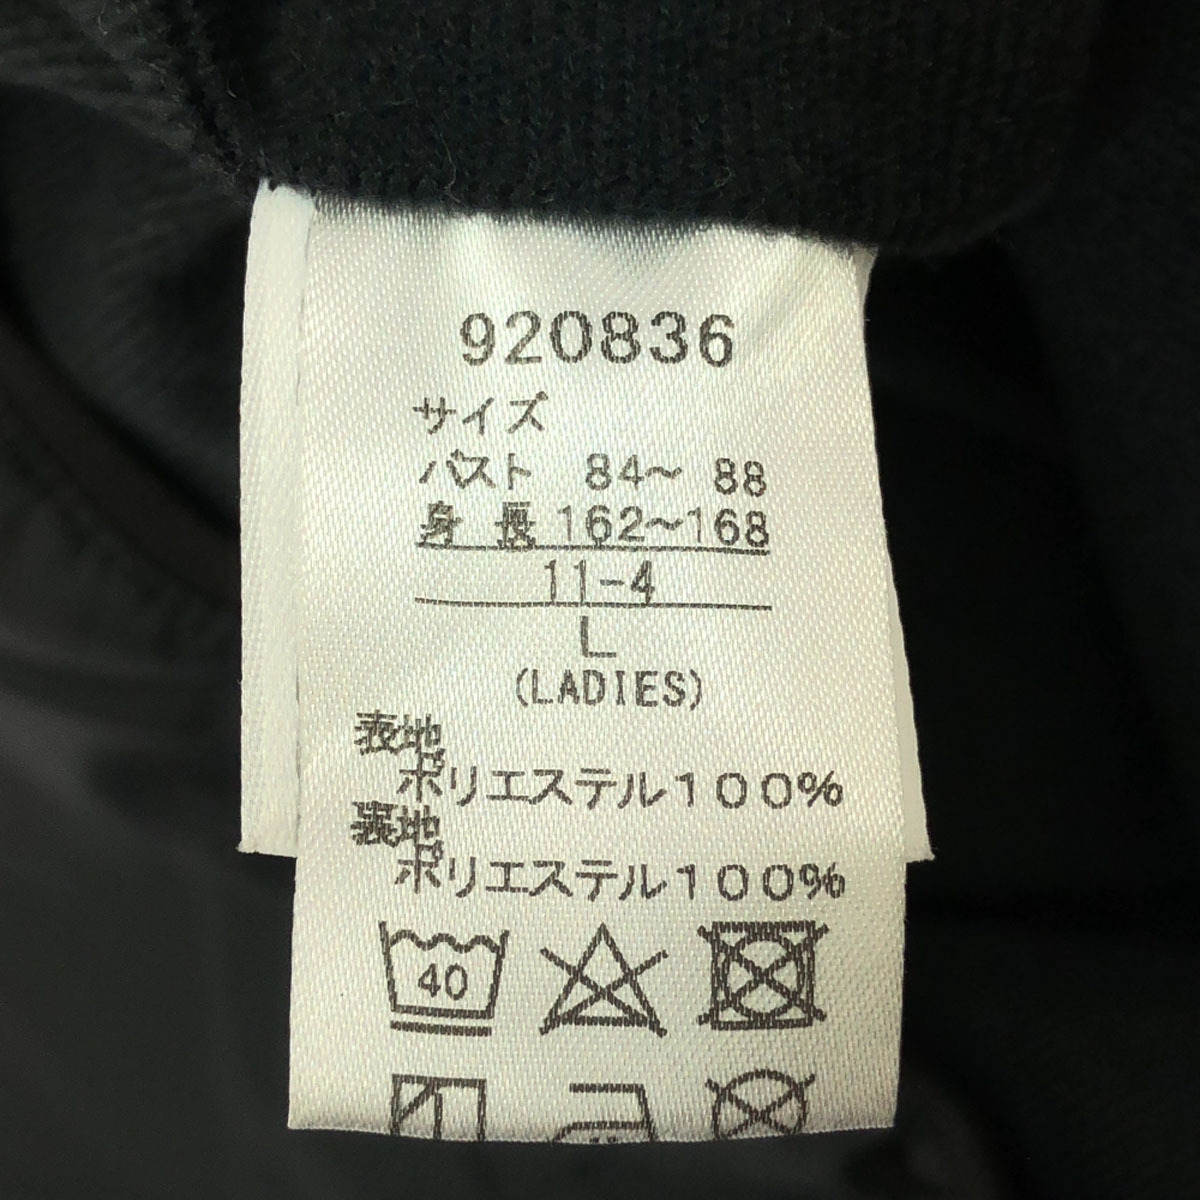 920836
サイズ
バスト 84～ 88
身長 162～168
11-4
L
(LADIES)
表地
ポリエステル100%
裏地
ポリエステル100%
40